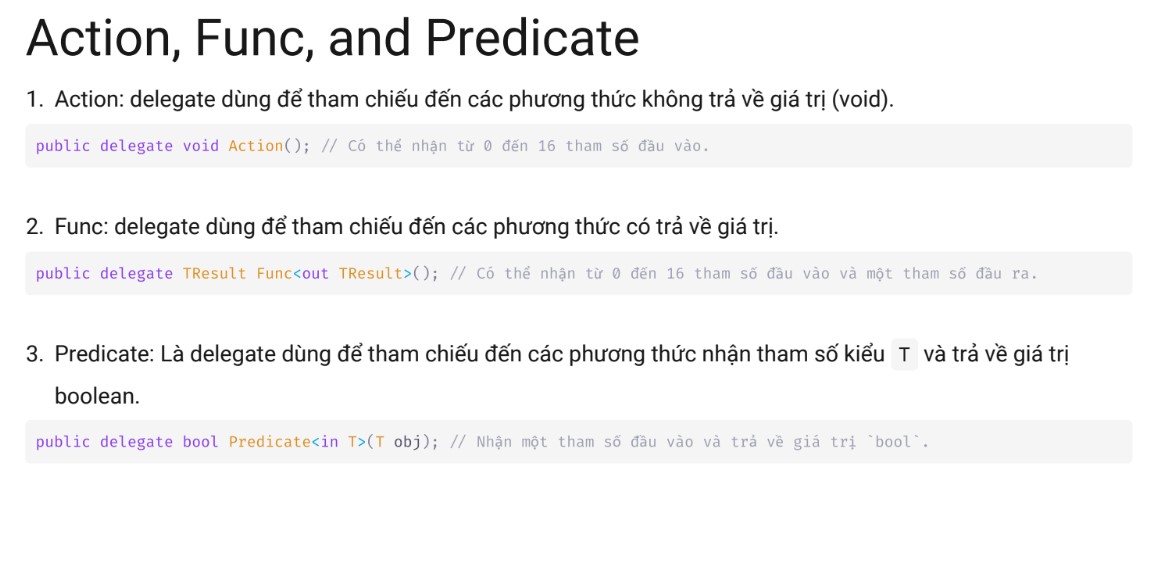 Action, Func, and Predicate
1. Action: delegate dùng để tham chiếu đến các phương thức không trả về giá trị (void).
public delegate void Action(); // Có thể nhận từ 0 đến 16 tham số đầu vào.
2. Func: delegate dùng để tham chiếu đến các phương thức có trả về giá trị.
public delegate TResult Func<out TResult>(); // Có thể nhận từ 0 đến 16 tham số đầu vào và một tham số đầu ra.
3. Predicate: Là delegate dùng để tham chiếu đến các phương thức nhận tham số kiểu T và trả về giá trị
boolean.
public delegate bool Predicate<in T>(T obj); // Nhận một tham số đầu vào và trả về giá trị `bool`.